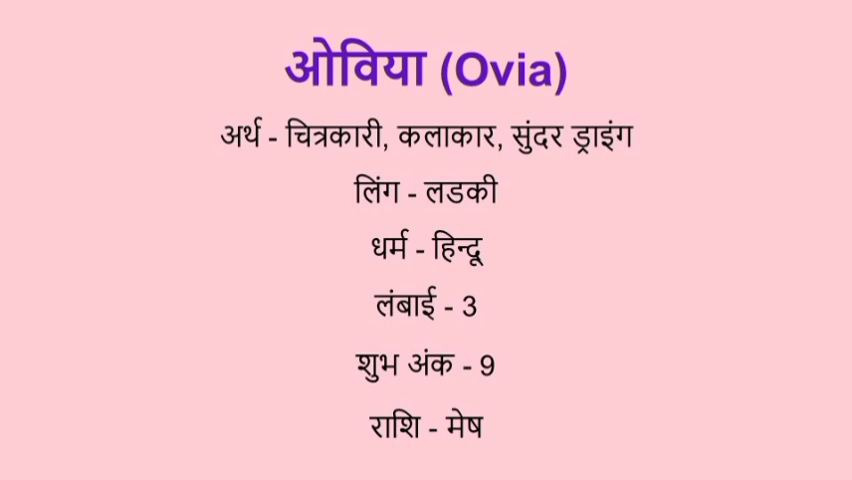 ओविया (Ovia)
अर्थ - चित्रकारी, कलाकार, सुंदर ड्राइंग
लिंग - लडकी
धर्म - हिन्दू
लंबाई - 3
शुभ अंक - 9
राशि - मेष